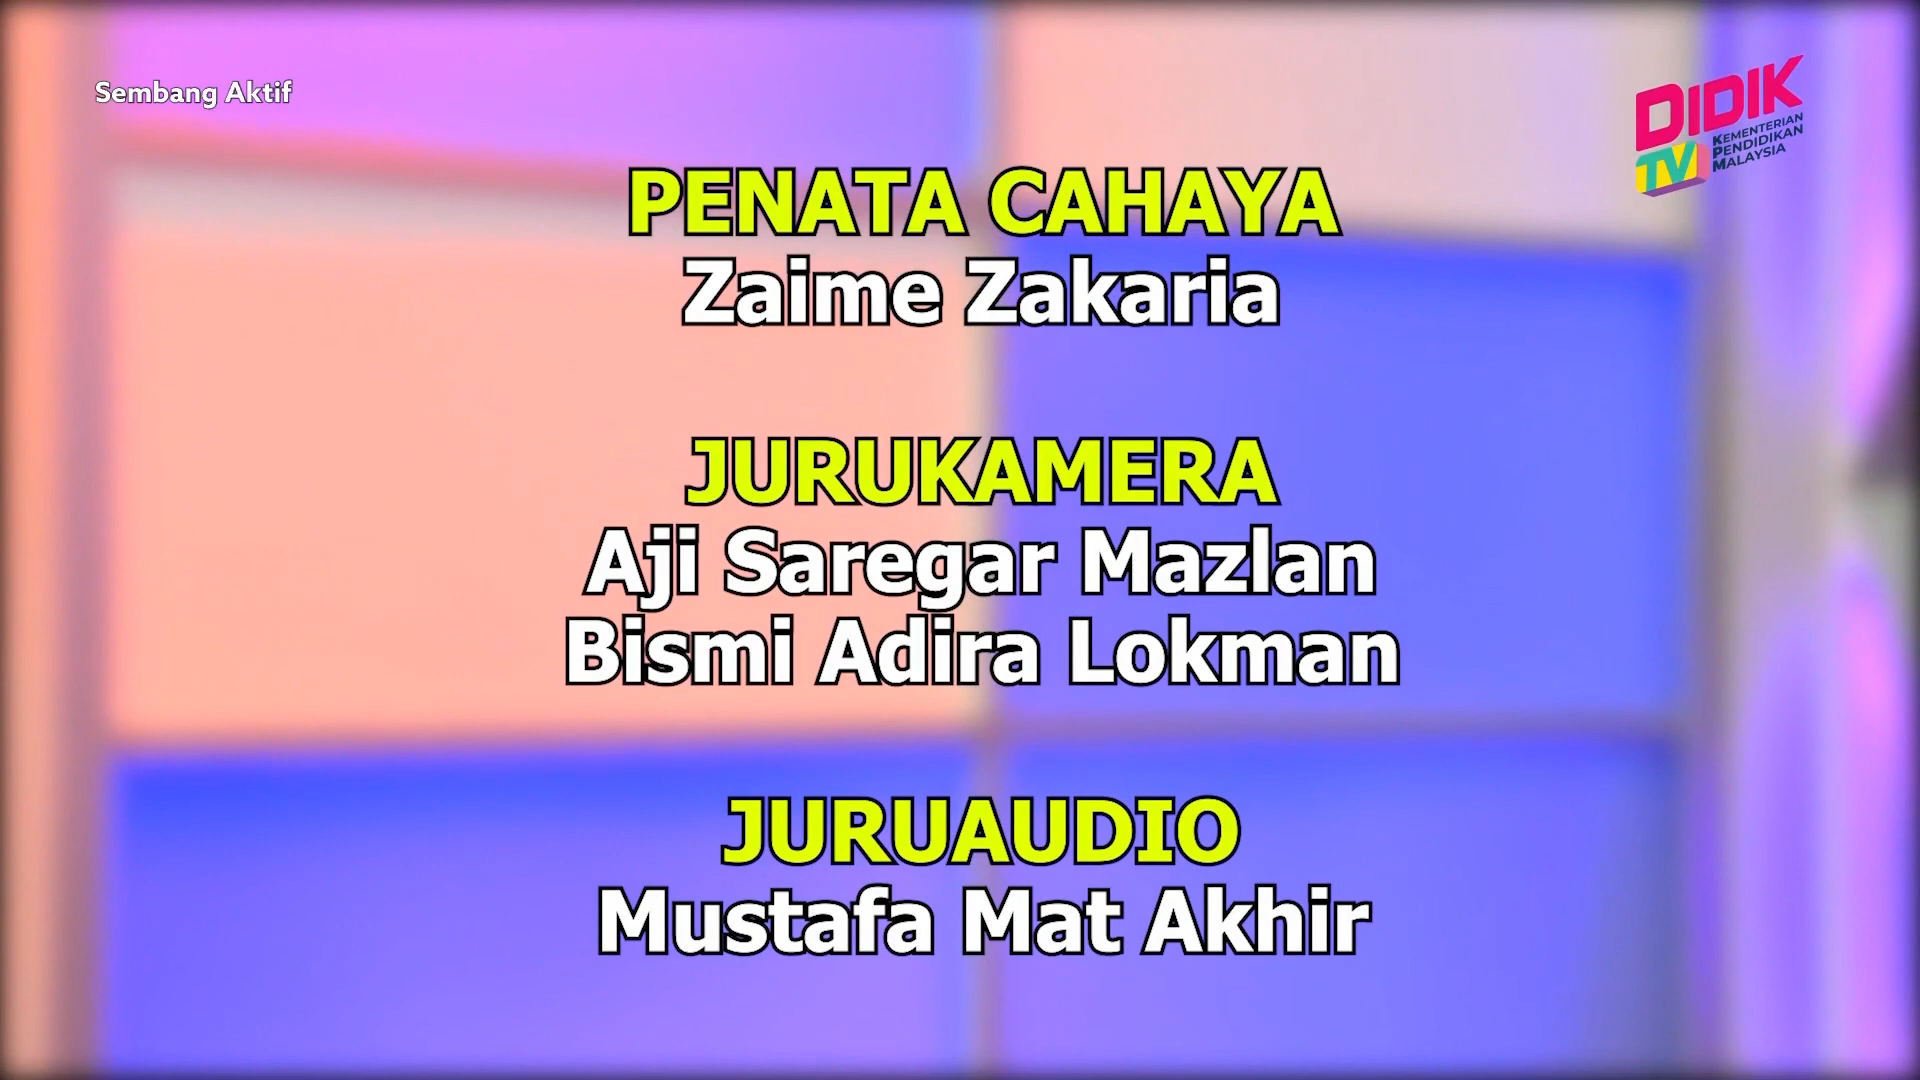 Sembang Aktif
DIDIK
TV
KEMENTERIAN
PENDIDIKAN
MALAYSIA
PENATA CAHAYA
Zaime Zakaria
JURUKAMERA
Aji Saregar Mazlan
Bismi Adira Lokman
JURUAUDIO
Mustafa Mat Akhir